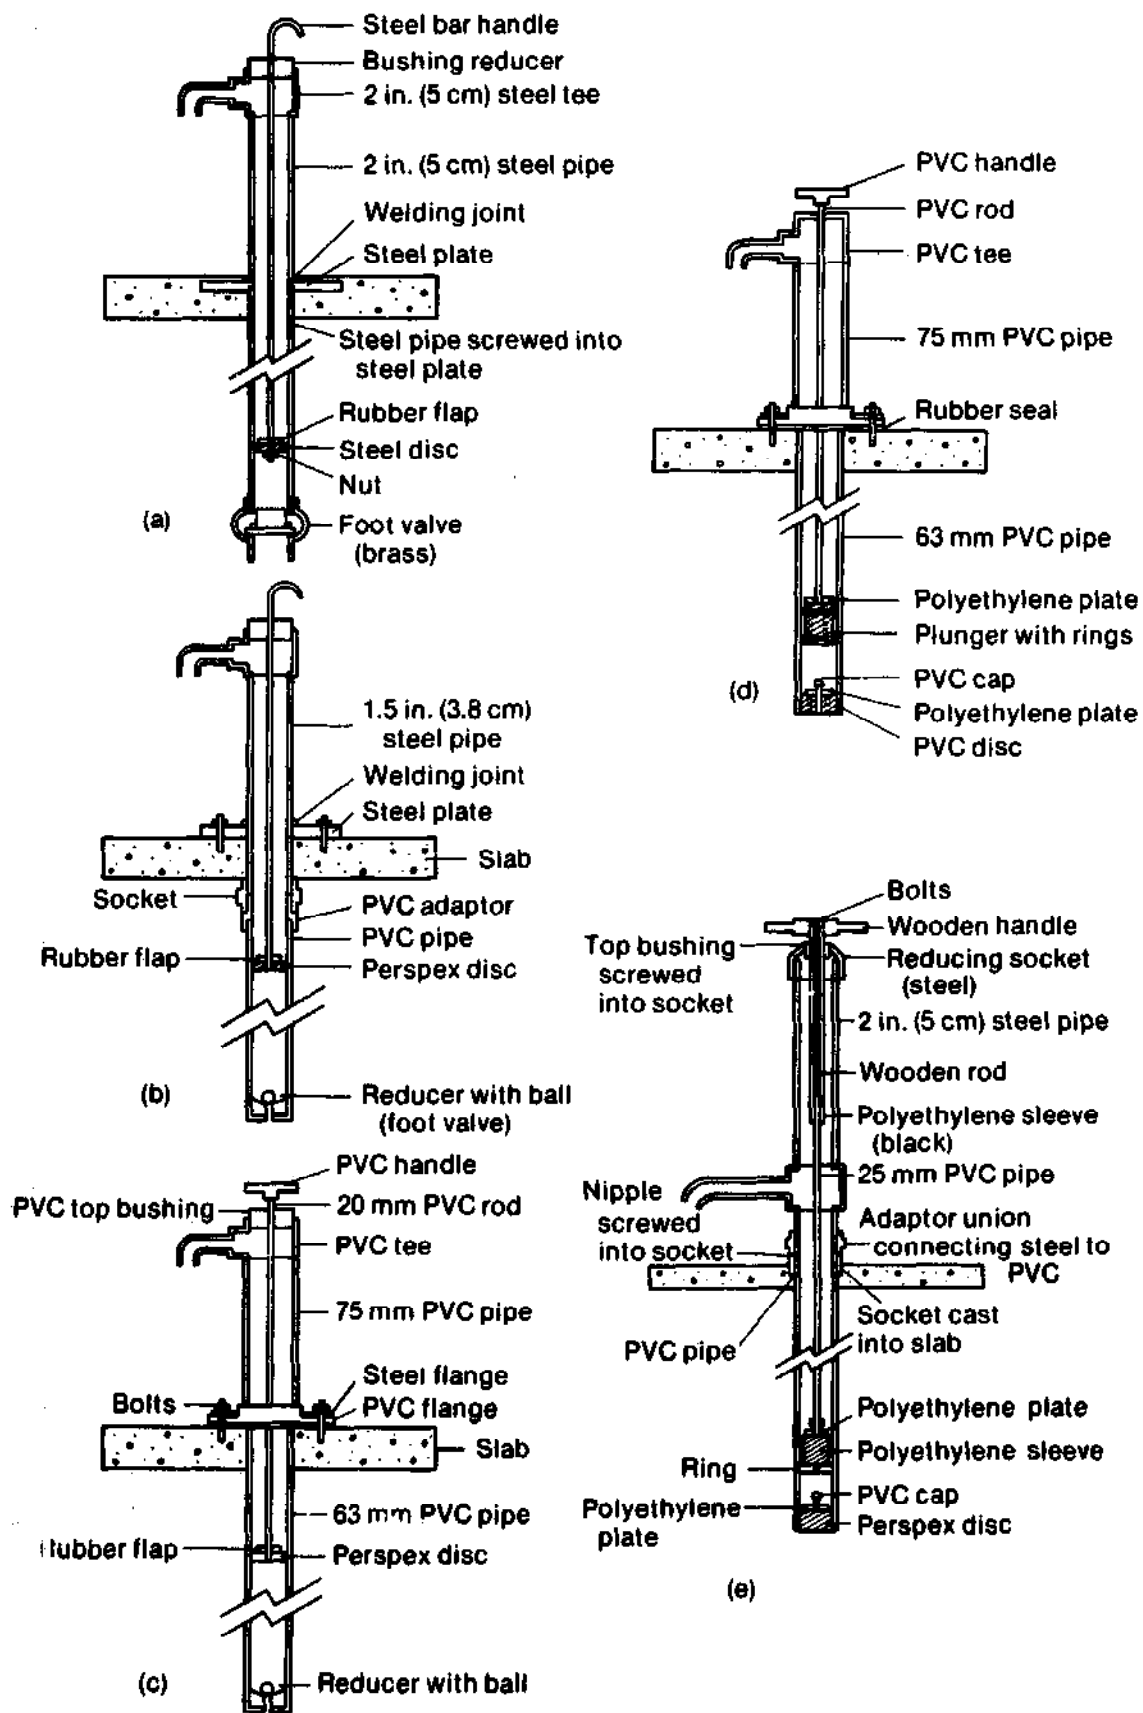 Steel bar handle
Bushing reducer
2 in. (5 cm) steel tee
2 in. (5 cm) steel pipe
Welding joint
Steel plate
Steel pipe screwed into
steel plate
Rubber flap
Steel disc
Nut
(a)
Foot valve
(brass)
1.5 in. (3.8 cm)
steel pipe
Welding joint
Steel plate
Slab
Socket
PVC adaptor
PVC pipe
Rubber flap
Perspex disc
(b)
Reducer with ball
(foot valve)
PVC handle
PVC top bushing
20 mm PVC rod
PVC tee
75 mm PVC pipe
Steel flange
Bolts
PVC flange
Slab
63 mm PVC pipe
Rubber flap
Perspex disc
(c)
Reducer with ball
PVC handle
PVC rod
PVC tee
75 mm PVC pipe
Rubber seal
63 mm PVC pipe
Polyethylene plate
Plunger with rings
(d)
PVC cap
Polyethylene plate
PVC disc
Bolts
Wooden handle
Top bushing
screwed
into socket
Reducing socket
(steel)
2 in. (5 cm) steel pipe
Wooden rod
Polyethylene sleeve
(black)
25 mm PVC pipe
Nipple
screwed
into socket
Adaptor union
connecting steel to
PVC
Socket cast
into slab
PVC pipe
Polyethylene plate
Polyethylene sleeve
Ring
PVC cap
Polyethylene
plate
Perspex disc
(e)